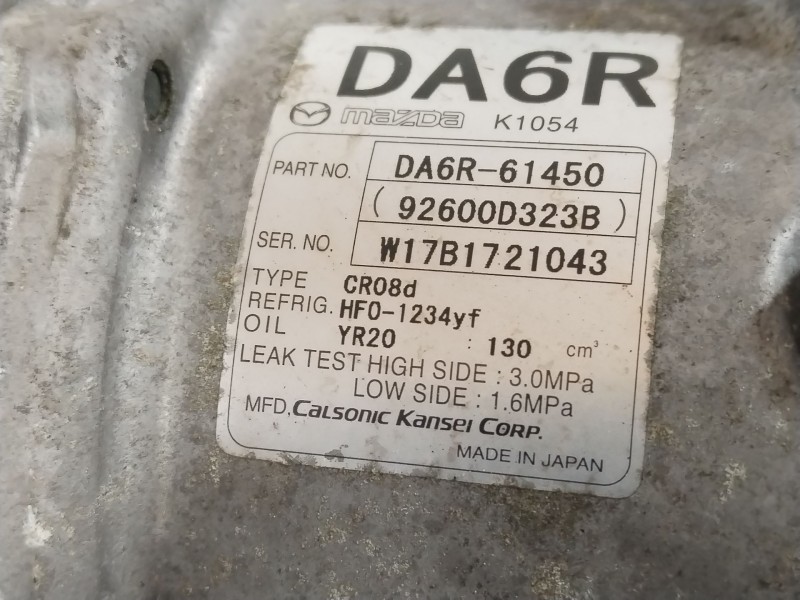 DA6R
mazda K1054
PART NO. DA6R-61450
(92600D323B)
SER. NO. W17B1721043
TYPE CR08d
REFRIG. HFO-1234yf
OIL YR20 : 130 cm³
LEAK TEST HIGH SIDE : 3.0MPa
LOW SIDE : 1.6MPa
MFD. CALSONIC KANSEI CORP.
MADE IN JAPAN